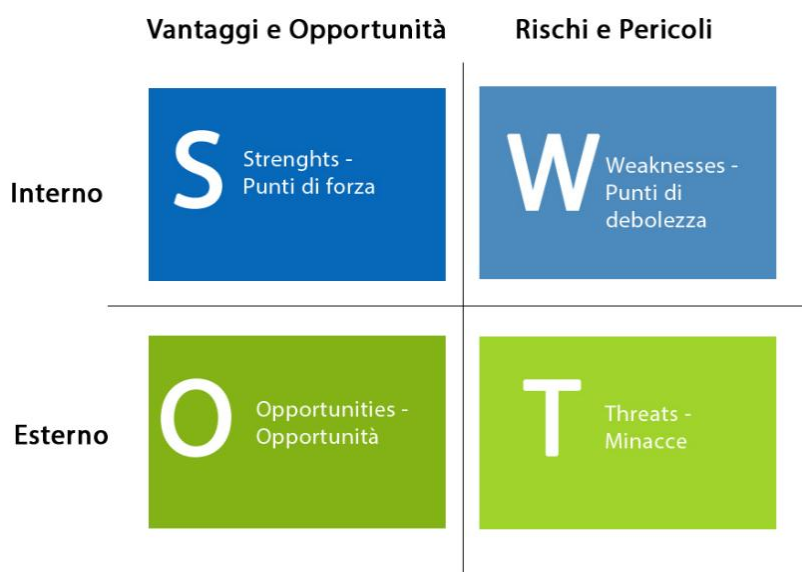 Vantaggi e Opportunità
Rischi e Pericoli
Interno
S
Strenghts -
Punti di forza
W
Weaknesses -
Punti di
debolezza
Esterno
O
Opportunities -
Opportunità
T
Threats -
Minacce